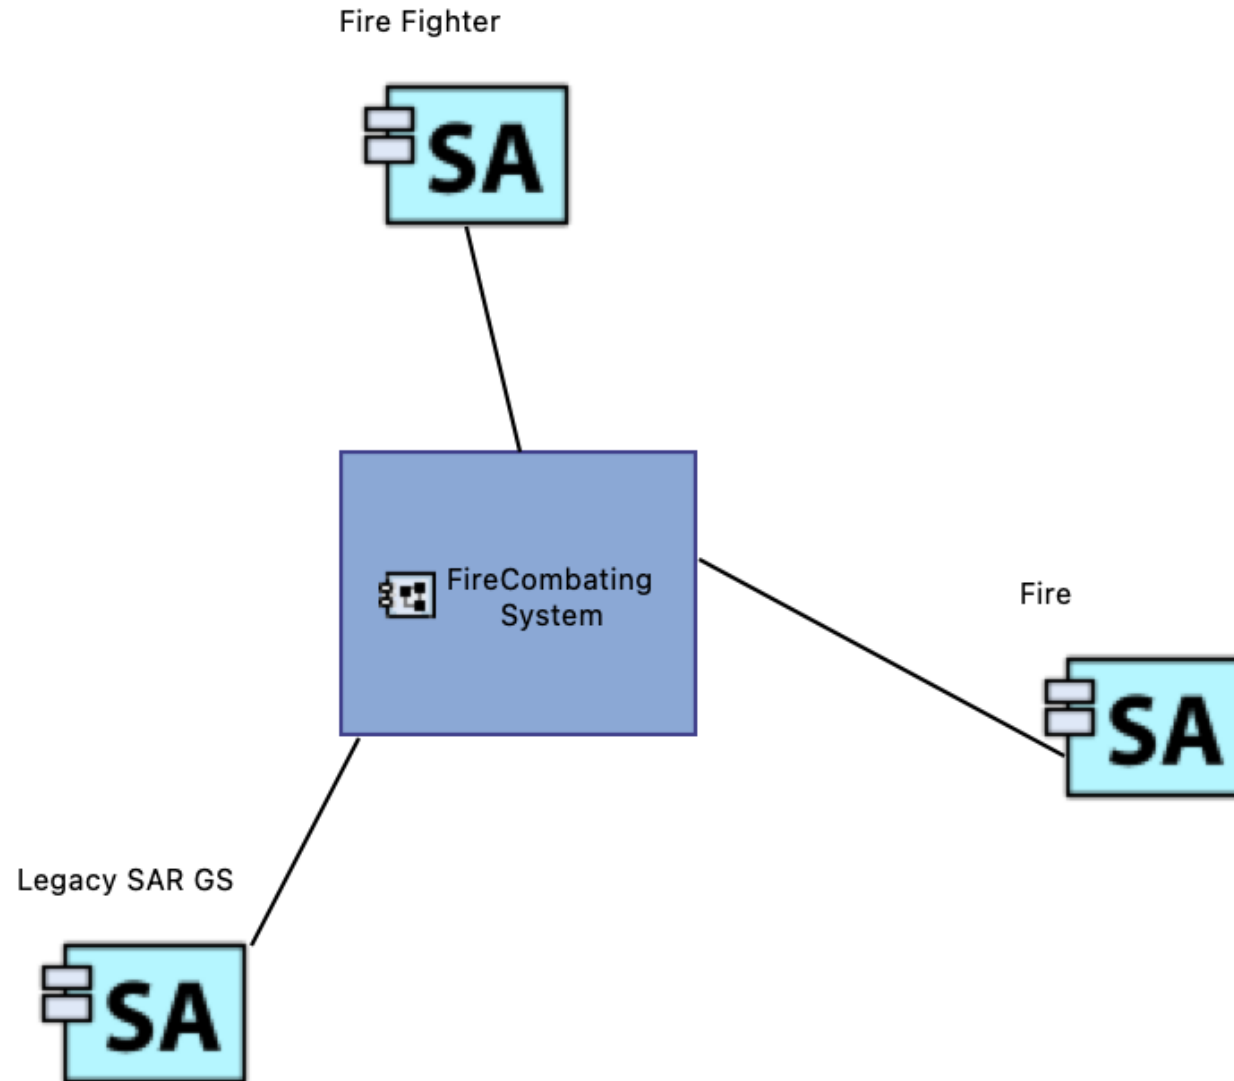 Fire Fighter
SA
FireCombating
System
Fire
SA
Legacy SAR GS
SA